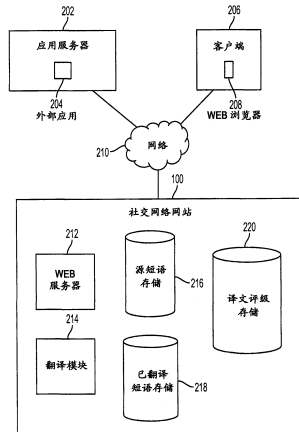 202
应用服务器
204
外部应用
206
客户端
208
WEB 浏览器
210
网络
100
社交网络网站
212
WEB
服务器
214
翻译模块
源短语
存储
216
已翻译
短语存储
218
220
译文评级
存储